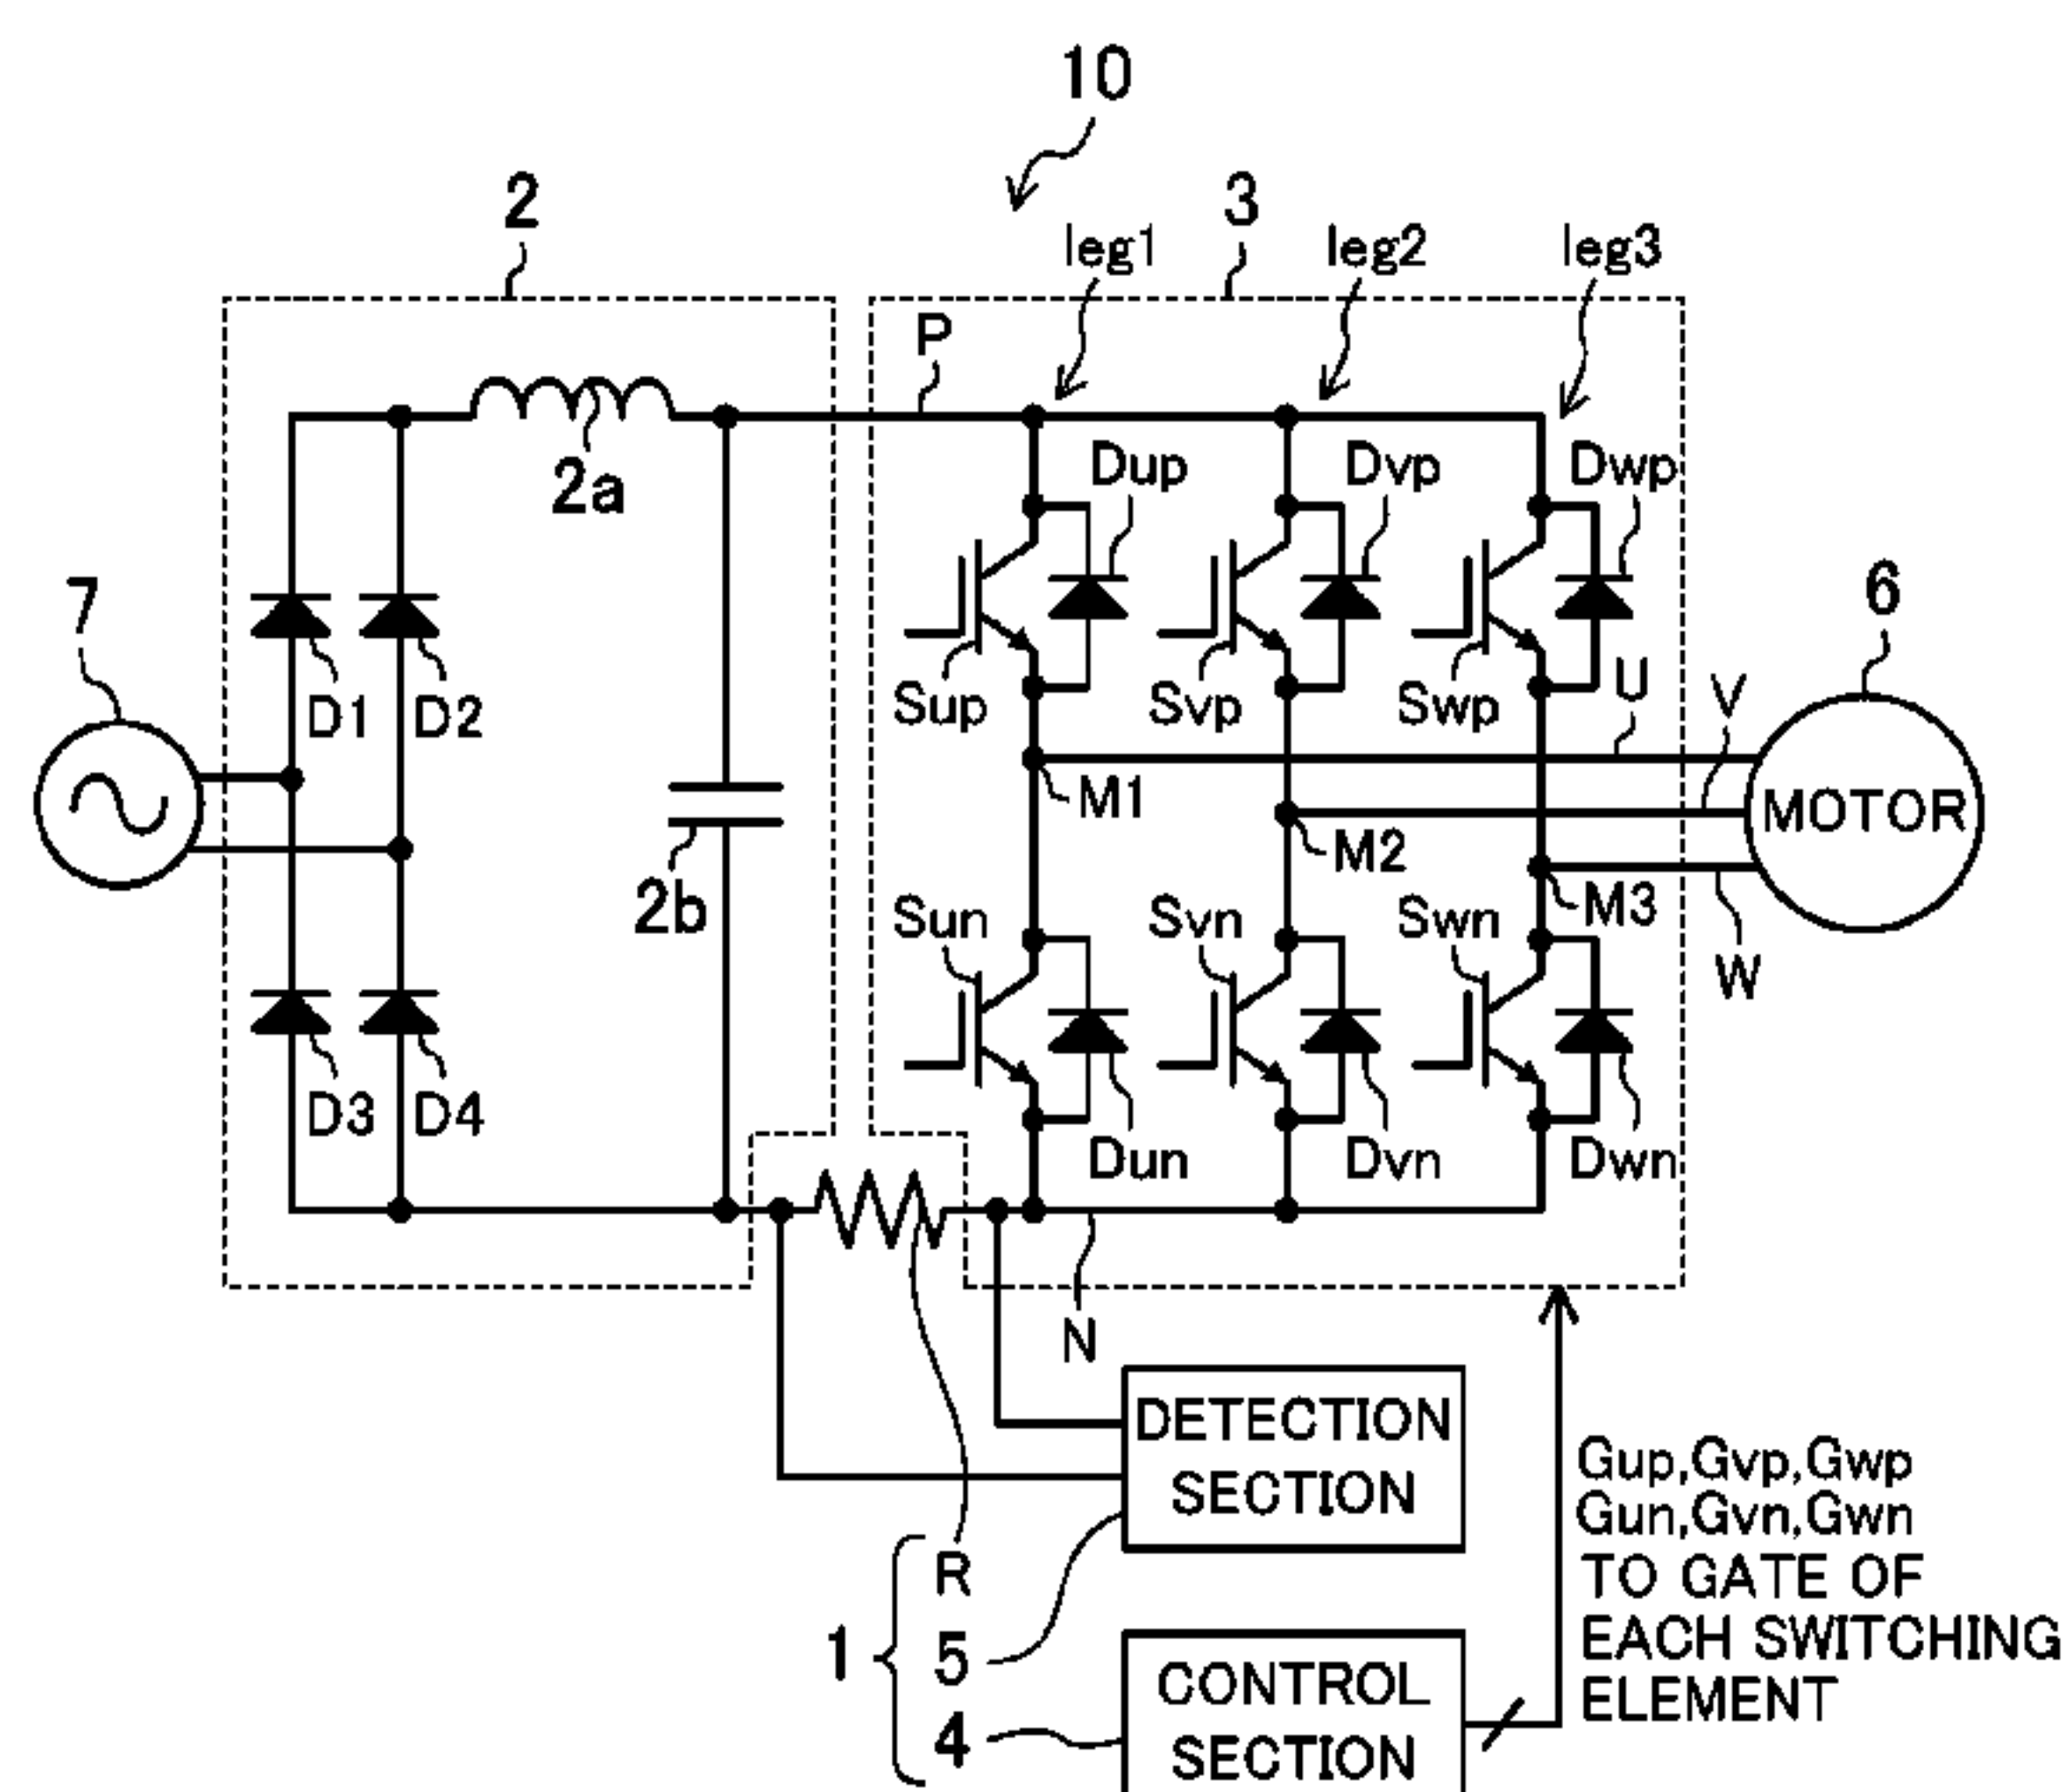 10
2
3
leg1
leg2
leg3
P
2a
Dup
Dvp
Dwp
7
6
D1
D2
Sup
Svp
Swp
U
V
M1
MOTOR
M2
2b
M3
Sun
Svn
Swn
W
D3
D4
Dun
Dvn
Dwn
N
DETECTION
SECTION
Gup,Gvp,Gwp
Gun,Gvn,Gwn
TO GATE OF
EACH SWITCHING
ELEMENT
R
1
5
4
CONTROL
SECTION